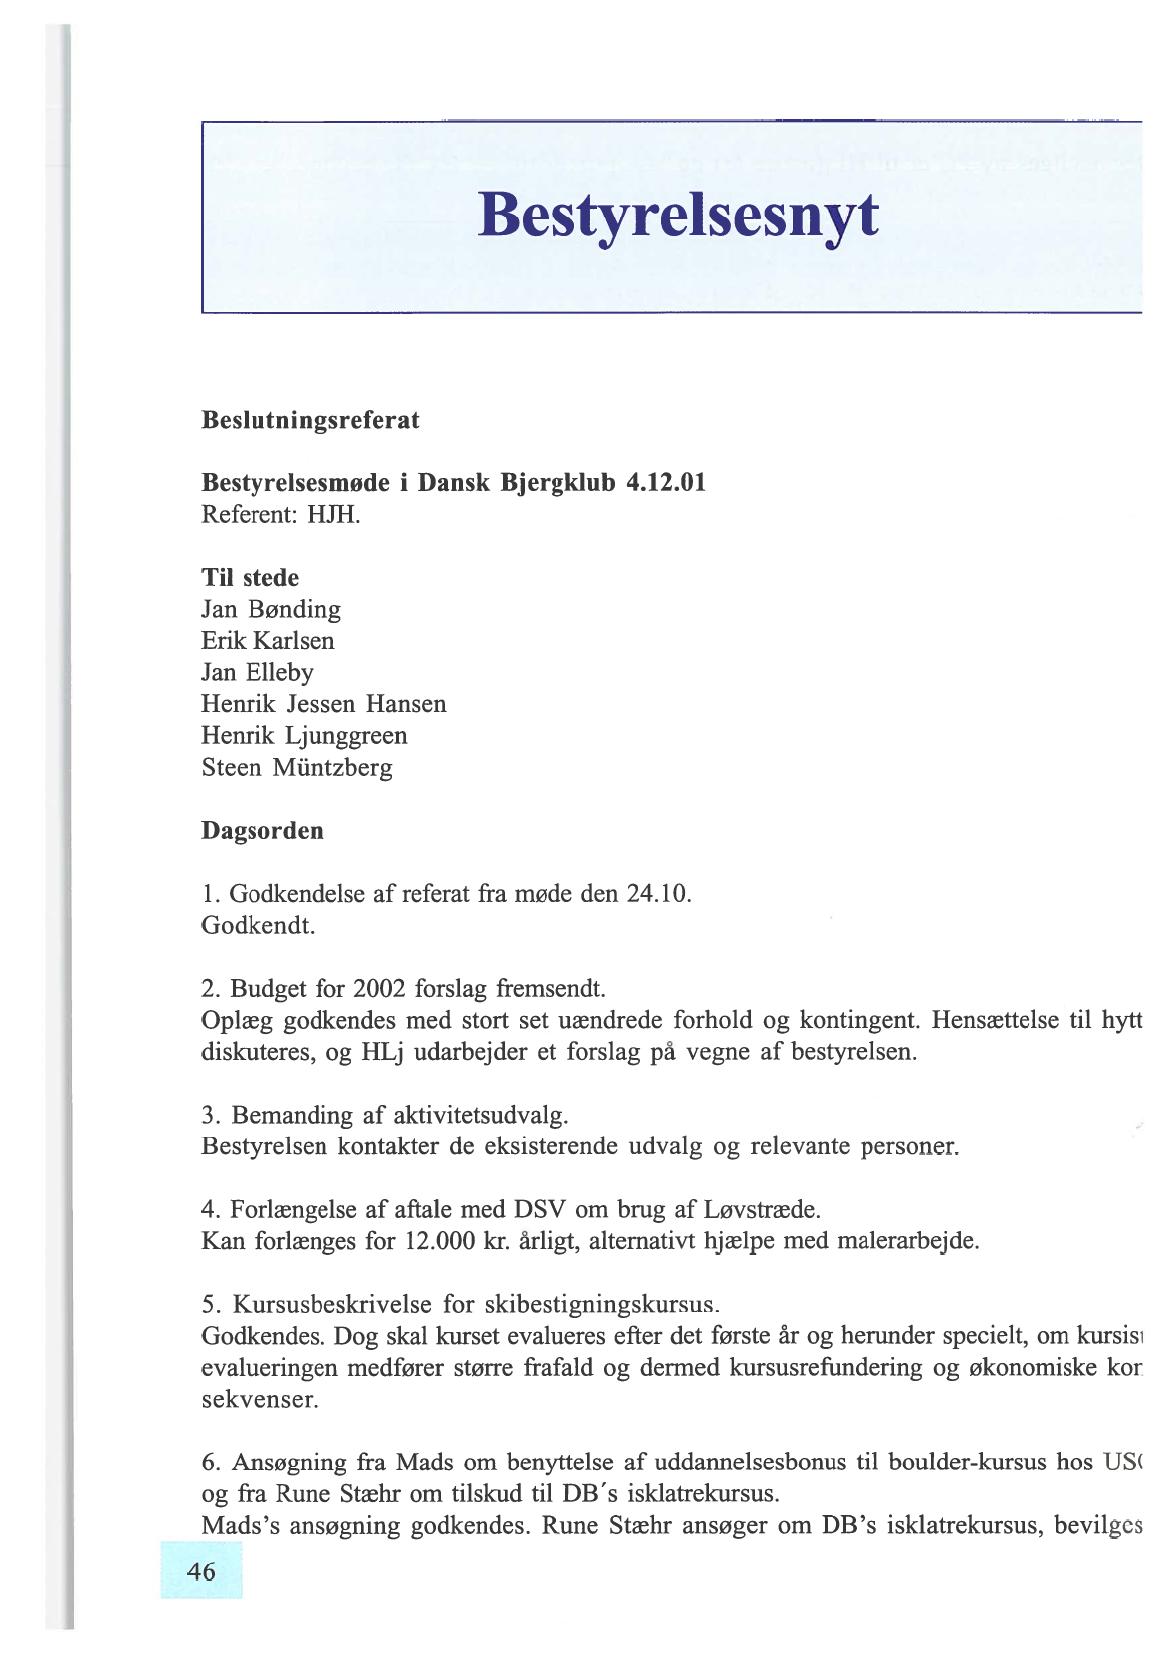 Bestyrelsesnyt
Beslutningsreferat
Bestyrelsesmøde i Dansk Bjergklub 4.12.01
Referent: HJH.
Til stede
Jan Bønding
Erik Karlsen
Jan Elleby
Henrik Jessen Hansen
Henrik Ljunggreen
Steen Müntzberg
Dagsorden
1. Godkendelse af referat fra møde den 24.10.
Godkendt.
2. Budget for 2002 forslag fremsendt.
Oplæg godkendes med stort set uændrede forhold og kontingent. Hensættelse til hytt
diskuteres, og HLj udarbejder et forslag på vegne af bestyrelsen.
3. Bemanding af aktivitetsudvalg.
Bestyrelsen kontakter de eksisterende udvalg og relevante personer.
4. Forlængelse af aftale med DSV om brug af Løvstræde.
Kan forlænges for 12.000 kr. årligt, alternativt hjælpe med malerarbejde.
5. Kursusbeskrivelse for skibestigningskursus.
Godkendes. Dog skal kurset evalueres efter det første år og herunder specielt, om
evalueringen medfører større frafald og dermed kursusrefundering og økonomiske
sekvenser.
6. Ansøgning fra Mads om benyttelse af uddannelsesbonus til boulder-kursus hos
og fra Rune Stæhr om tilskud til DB´s isklatrekursus.
Mads's ansøgning godkendes. Rune Stæhr ansøger om DB's isklatrekursus, bevilges
46